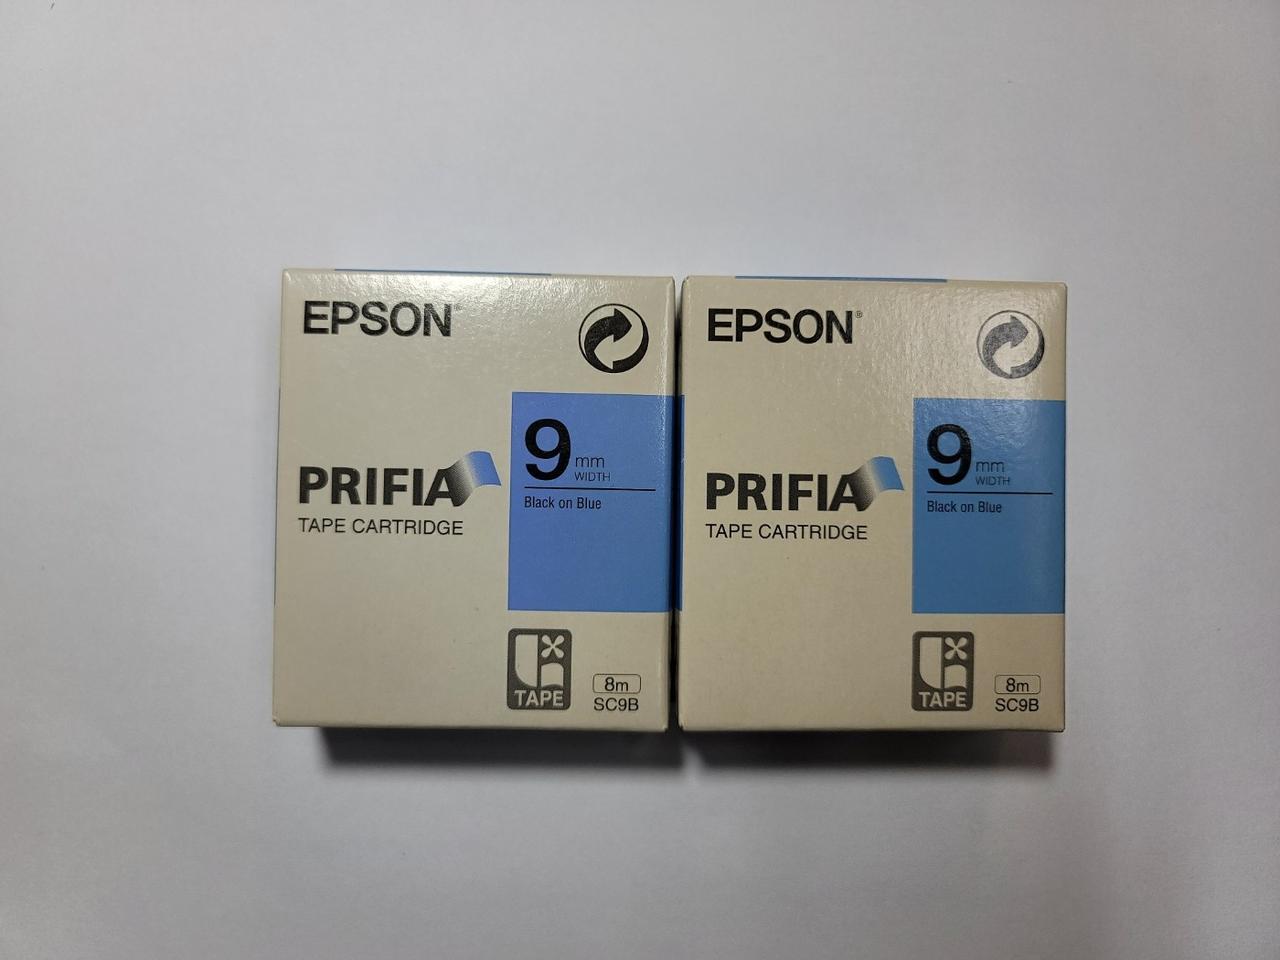 EPSON®
9 mm
WIDTH
Black on Blue
PRIFIA
TAPE CARTRIDGE
TAPE
8m
SC9B
EPSON®
9 mm
WIDTH
Black on Blue
PRIFIA
TAPE CARTRIDGE
TAPE
8m
SC9B